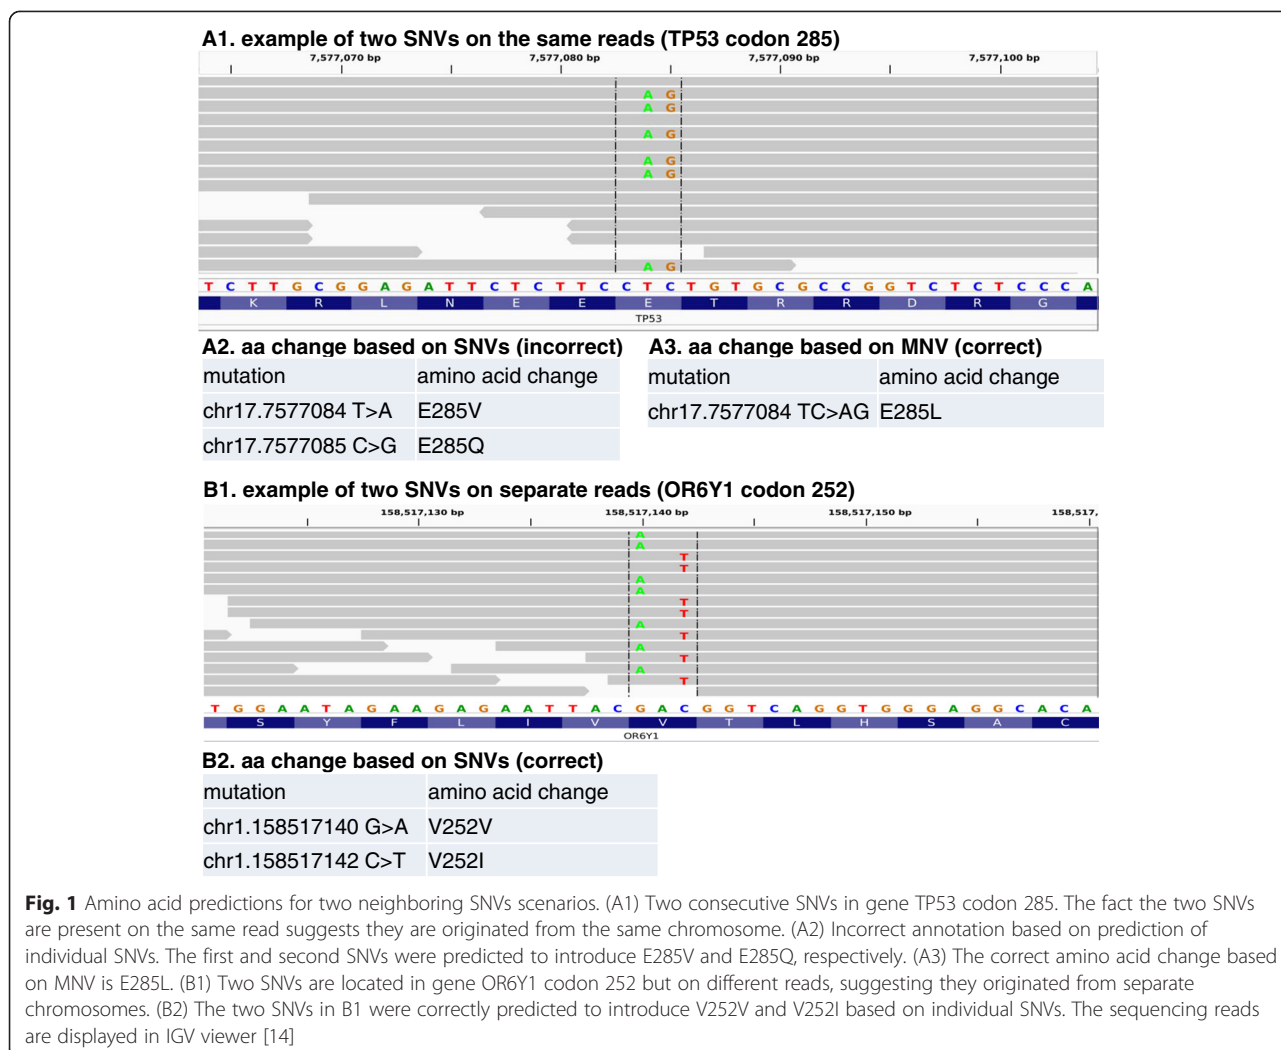 A1. example of two SNVs on the same reads (TP53 codon 285)
7,577,070 bp 7,577,080 bp 7,577,090 bp 7,577,100 bp
A G
A G
A G
A G
A G
A G
T C T T G C G G A G A T T C T C T T C C T C T G T G C G C C G G T C T C T C C C A
K R L N E E E T R R D R G
TP53
A2. aa change based on SNVs (incorrect)
mutation amino acid change
chr17.7577084 T>A E285V
chr17.7577085 C>G E285Q
A3. aa change based on MNV (correct)
mutation amino acid change
chr17.7577084 TC>AG E285L
B1. example of two SNVs on separate reads (OR6Y1 codon 252)
158,517,130 bp 158,517,140 bp 158,517,150 bp 158,517,
A
A
T
T
A
A
T
T
A
T
A
T
A
T
T G G A A T A G A A G A G A A T T A C G A C G G T C A G G T G G G A G G C A C A
S Y F L I V V T L H S A C
OR6Y1
B2. aa change based on SNVs (correct)
mutation amino acid change
chr1.158517140 G>A V252V
chr1.158517142 C>T V252I
Fig. 1 Amino acid predictions for two neighboring SNVs scenarios. (A1) Two consecutive SNVs in gene TP53 codon 285. The fact the two SNVs
are present on the same read suggests they are originated from the same chromosome. (A2) Incorrect annotation based on prediction of
individual SNVs. The first and second SNVs were predicted to introduce E285V and E285Q, respectively. (A3) The correct amino acid change based
on MNV is E285L. (B1) Two SNVs are located in gene OR6Y1 codon 252 but on different reads, suggesting they originated from separate
chromosomes. (B2) The two SNVs in B1 were correctly predicted to introduce V252V and V252I based on individual SNVs. The sequencing reads
are displayed in IGV viewer [14]